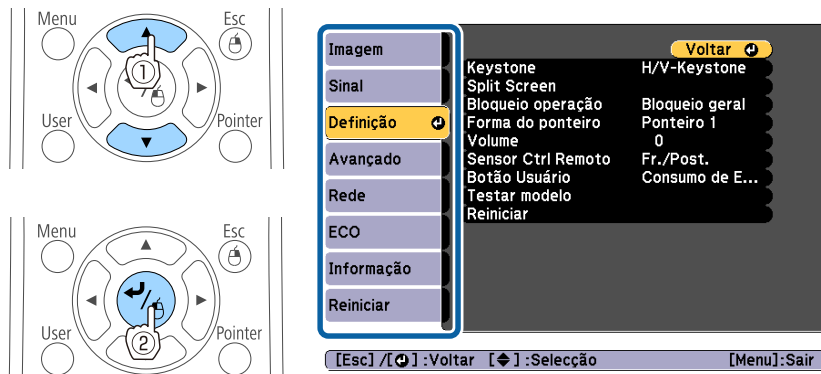 Menu
Esc
①
User
Pointer
Menu
Esc
②
User
Pointer
Imagem
Sinal
Definição
Avançado
Rede
ECO
Informação
Reiniciar
Voltar
Keystone H/V-Keystone
Split Screen
Bloqueio operação Bloqueio geral
Forma do ponteiro Ponteiro 1
Volume 0
Sensor Ctrl Remoto Fr./Post.
Botão Usuário Consumo de E...
Testar modelo
Reiniciar
[Esc] /[⏎] :Voltar [◆] :Selecção [Menu]:Sair